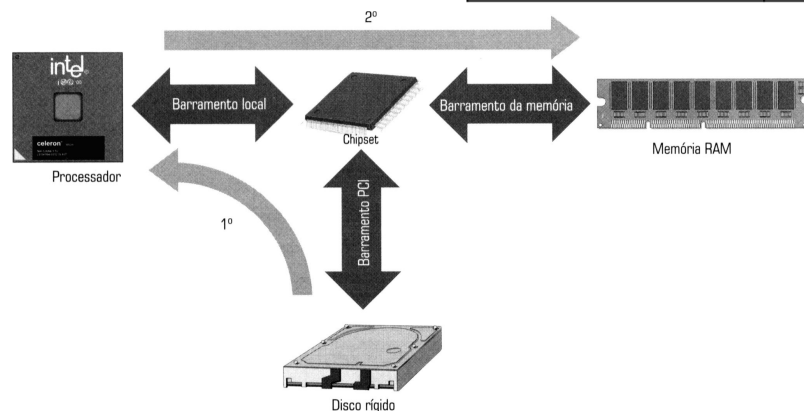 2º
intel
Barramento local
Barramento da memória
celeron
Chipset
Processador
Memória RAM
Barramento PCI
1º
Disco rígido